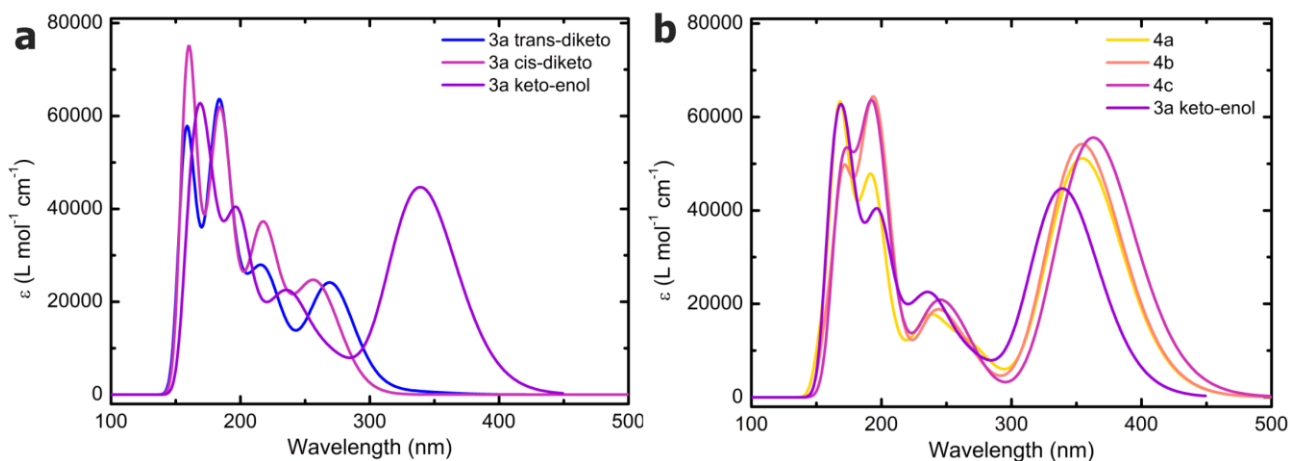 a
3a trans-diketo
3a cis-diketo
3a keto-enol
80000
60000
40000
20000
0
ε (L mol⁻¹ cm⁻¹)
100 200 300 400 500
Wavelength (nm)
b
4a
4b
4c
3a keto-enol
80000
60000
40000
20000
0
ε (L mol⁻¹ cm⁻¹)
100 200 300 400 500
Wavelength (nm)